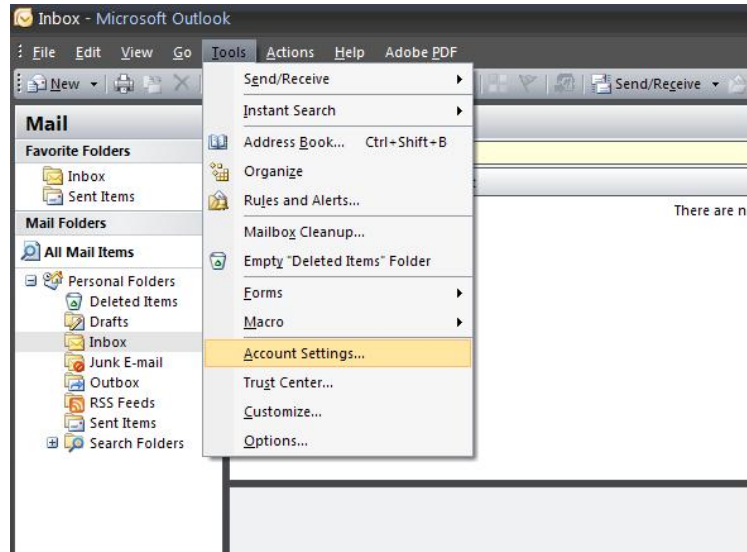 Inbox - Microsoft Outlook
File Edit View Go Tools Actions Help Adobe PDF
New Send/Receive
Mail
Favorite Folders
Inbox
Sent Items
Mail Folders
All Mail Items
Personal Folders
Deleted Items
Drafts
Inbox
Junk E-mail
Outbox
RSS Feeds
Sent Items
Search Folders
Send/Receive
Instant Search
Address Book... Ctrl+Shift+B
Organize
Rules and Alerts...
Mailbox Cleanup...
Empty "Deleted Items" Folder
Forms
Macro
Account Settings...
Trust Center...
Customize...
Options...
There are n